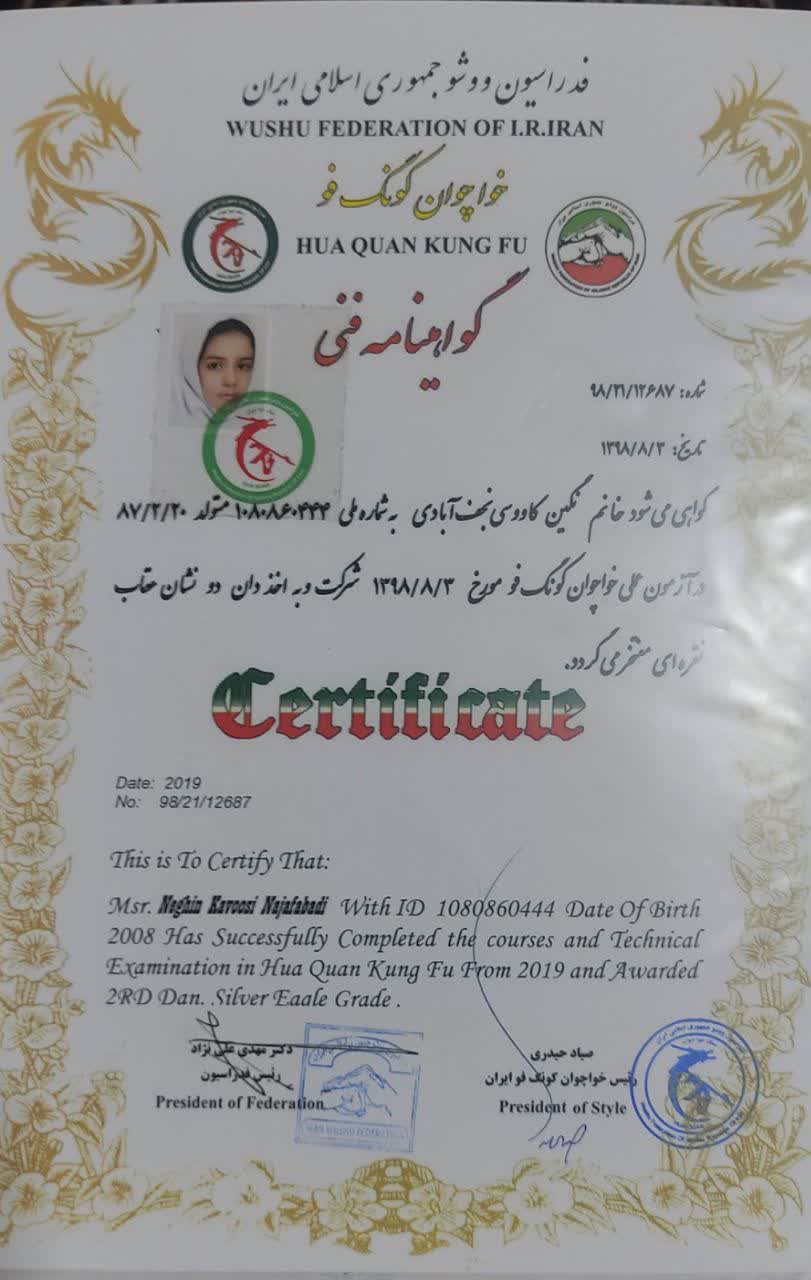 فدراسیون ووشو جمهوری اسلامی ایران
WUSHU FEDERATION OF I.R.IRAN
خواچوان کونگ فو
HUA QUAN KUNG FU
گواهینامه فنی
شماره: ۹۸/۲۱/۱۲۶۸۷
تاریخ: ۱۳۹۸/۸/۳
گواهی می شود خانم نگین کاووسی نجف آبادی به شماره ملی ۱۰۸۰۸۶۰۴۴۴ متولد ۸۷/۲/۲۰
در آزمون ملی خواچوان کونگ فو مورخ ۱۳۹۸/۸/۳ شرکت و به اخذ دان دو نشان عقاب
نقره ای مفتخر می گردد.
Certificate
Date: 2019
No: 98/21/12687
This is To Certify That:
Msr. Neghin Kavoosi Najafabadi With ID 1080860444 Date Of Birth
2008 Has Successfully Completed the courses and Technical
Examination in Hua Quan Kung Fu From 2019 and Awarded
2RD Dan. Silver Eaale Grade .
دکتر مهدی علی نژاد
رئیس فدراسیون
President of Federation
صیاد حیدری
رئیس خواچوان کونگ فو ایران
President of Style